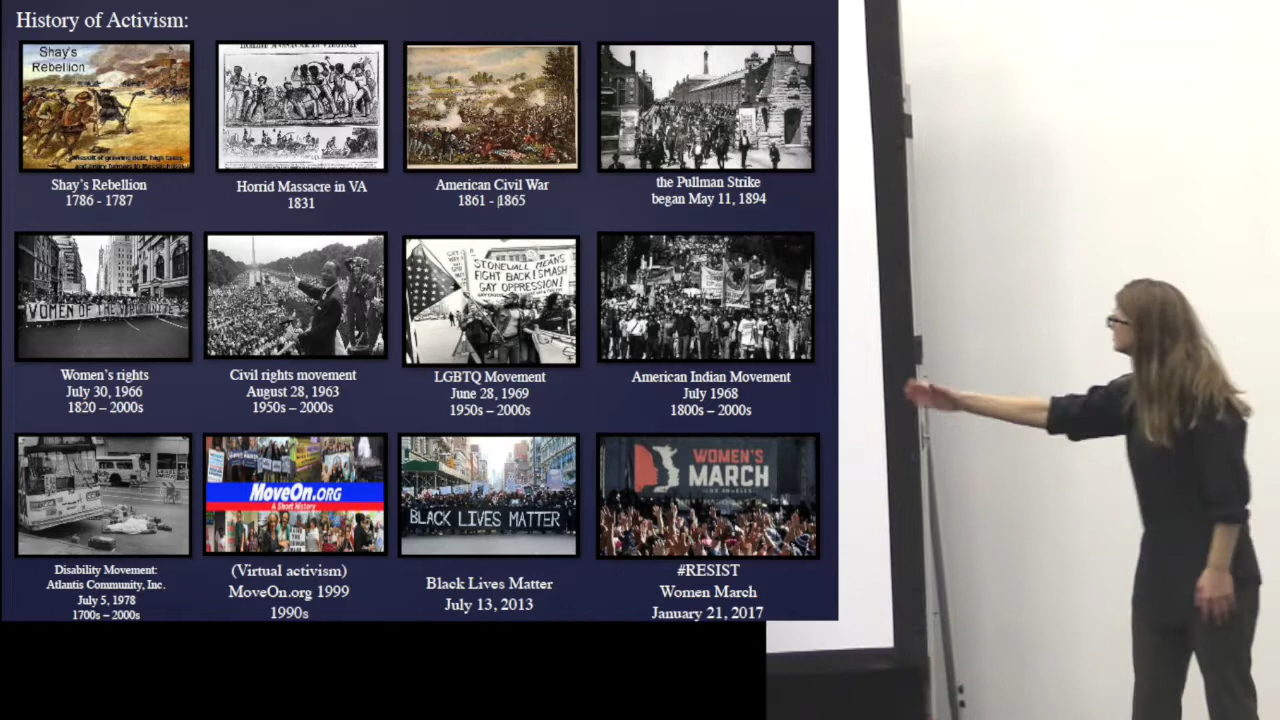 History of Activism:
Shay's
Rebellion
Shay's Rebellion
1786 - 1787
Horrid Massacre in VA
1831
American Civil War
1861 - 1865
the Pullman Strike
began May 11, 1894
WOMEN OF THE WORLD UNITE
STONEWALL MEANS
FIGHT BACK! SMASH
GAY OPPRESSION!
Women's rights
July 30, 1966
1820 – 2000s
Civil rights movement
August 28, 1963
1950s – 2000s
LGBTQ Movement
June 28, 1969
1950s – 2000s
American Indian Movement
July 1968
1800s – 2000s
MoveOn.ORG
A Short History
BLACK LIVES MATTER
WOMEN'S
MARCH
LOS ANGELES
Disability Movement:
Atlantis Community, Inc.
July 5, 1978
1700s – 2000s
(Virtual activism)
MoveOn.org 1999
1990s
Black Lives Matter
July 13, 2013
#RESIST
Women March
January 21, 2017